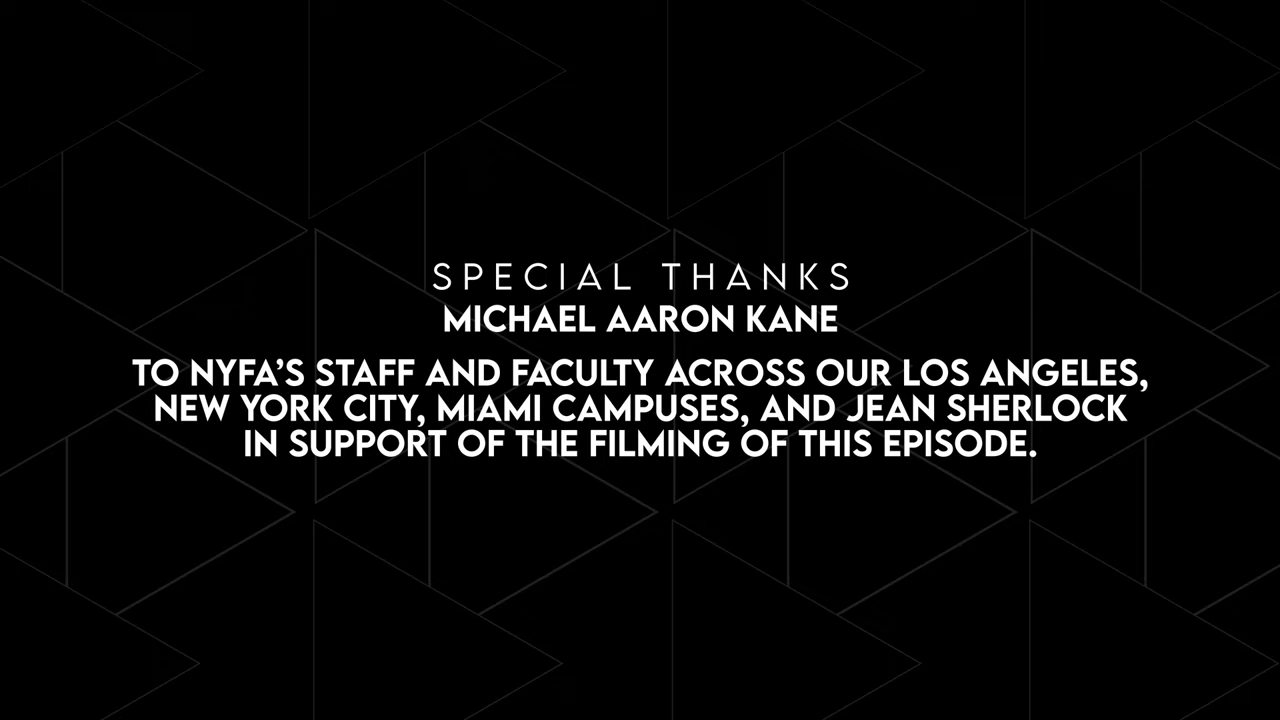 SPECIAL THANKS
MICHAEL AARON KANE
TO NYFA’S STAFF AND FACULTY ACROSS OUR LOS ANGELES,
NEW YORK CITY, MIAMI CAMPUSES, AND JEAN SHERLOCK
IN SUPPORT OF THE FILMING OF THIS EPISODE.